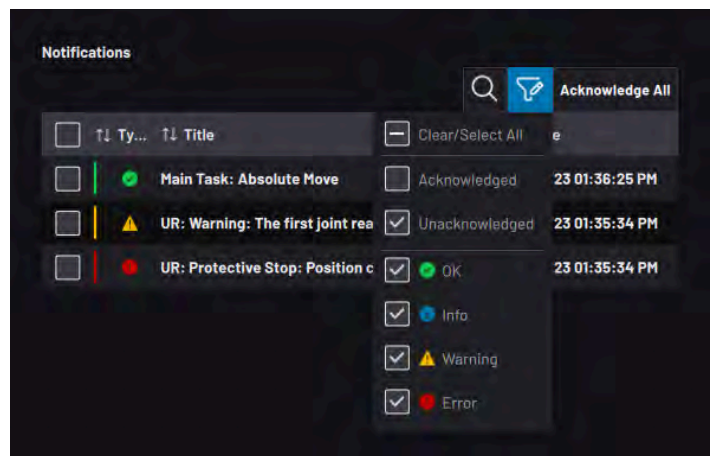 Notifications
Acknowledge All
Ty... Title Clear/Select All e
Main Task: Absolute Move Acknowledged 23 01:36:25 PM
UR: Warning: The first joint rea Unacknowledged 23 01:35:34 PM
UR: Protective Stop: Position c OK 23 01:35:34 PM
Info
Warning
Error